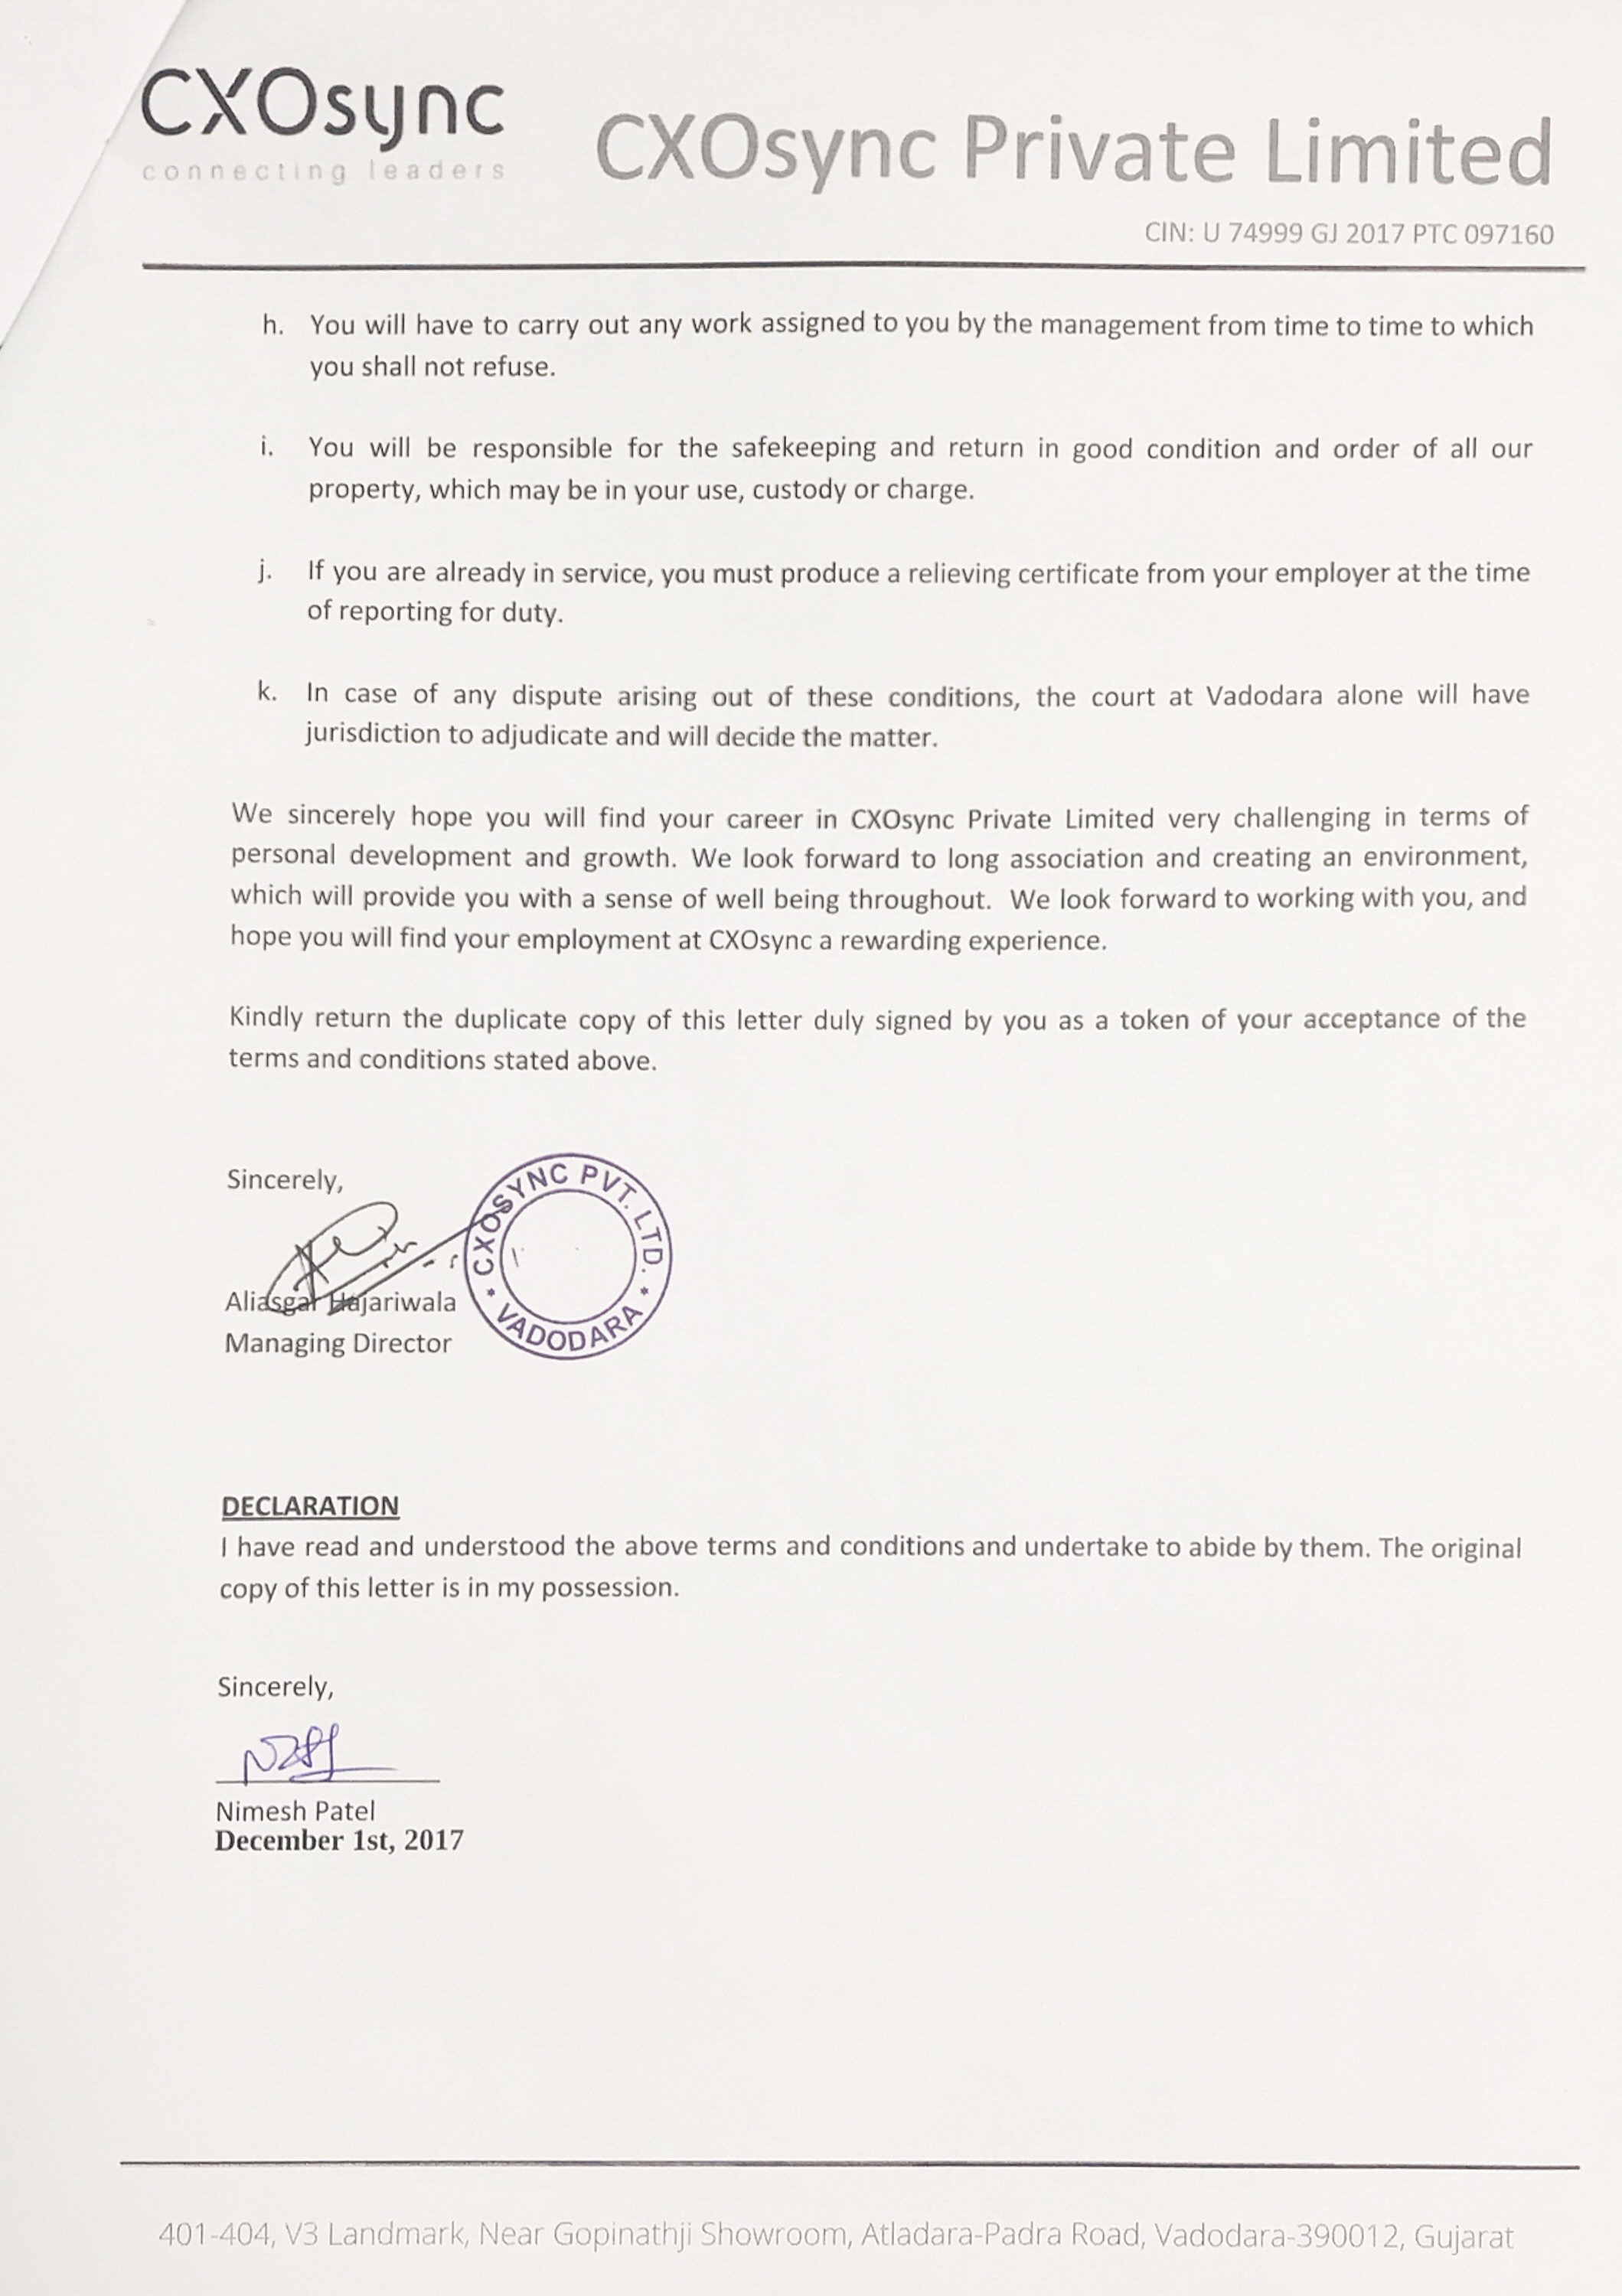 CXOsync
connecting leaders
CXOsync Private Limited
CIN: U 74999 GJ 2017 PTC 097160
h. You will have to carry out any work assigned to you by the management from time to time to which
you shall not refuse.
i. You will be responsible for the safekeeping and return in good condition and order of all our
property, which may be in your use, custody or charge.
j. If you are already in service, you must produce a relieving certificate from your employer at the time
of reporting for duty.
k. In case of any dispute arising out of these conditions, the court at Vadodara alone will have
jurisdiction to adjudicate and will decide the matter.
We sincerely hope you will find your career in CXOsync Private Limited very challenging in terms of
personal development and growth. We look forward to long association and creating an environment,
which will provide you with a sense of well being throughout. We look forward to working with you, and
hope you will find your employment at CXOsync a rewarding experience.
Kindly return the duplicate copy of this letter duly signed by you as a token of your acceptance of the
terms and conditions stated above.
Sincerely,
CXOSYNC PVT. LTD.
VADODARA
Aliasgar Hajariwala
Managing Director
DECLARATION
I have read and understood the above terms and conditions and undertake to abide by them. The original
copy of this letter is in my possession.
Sincerely,
Nimesh Patel
December 1st, 2017
401-404, V3 Landmark, Near Gopinathji Showroom, Atladara-Padra Road, Vadodara-390012, Gujarat